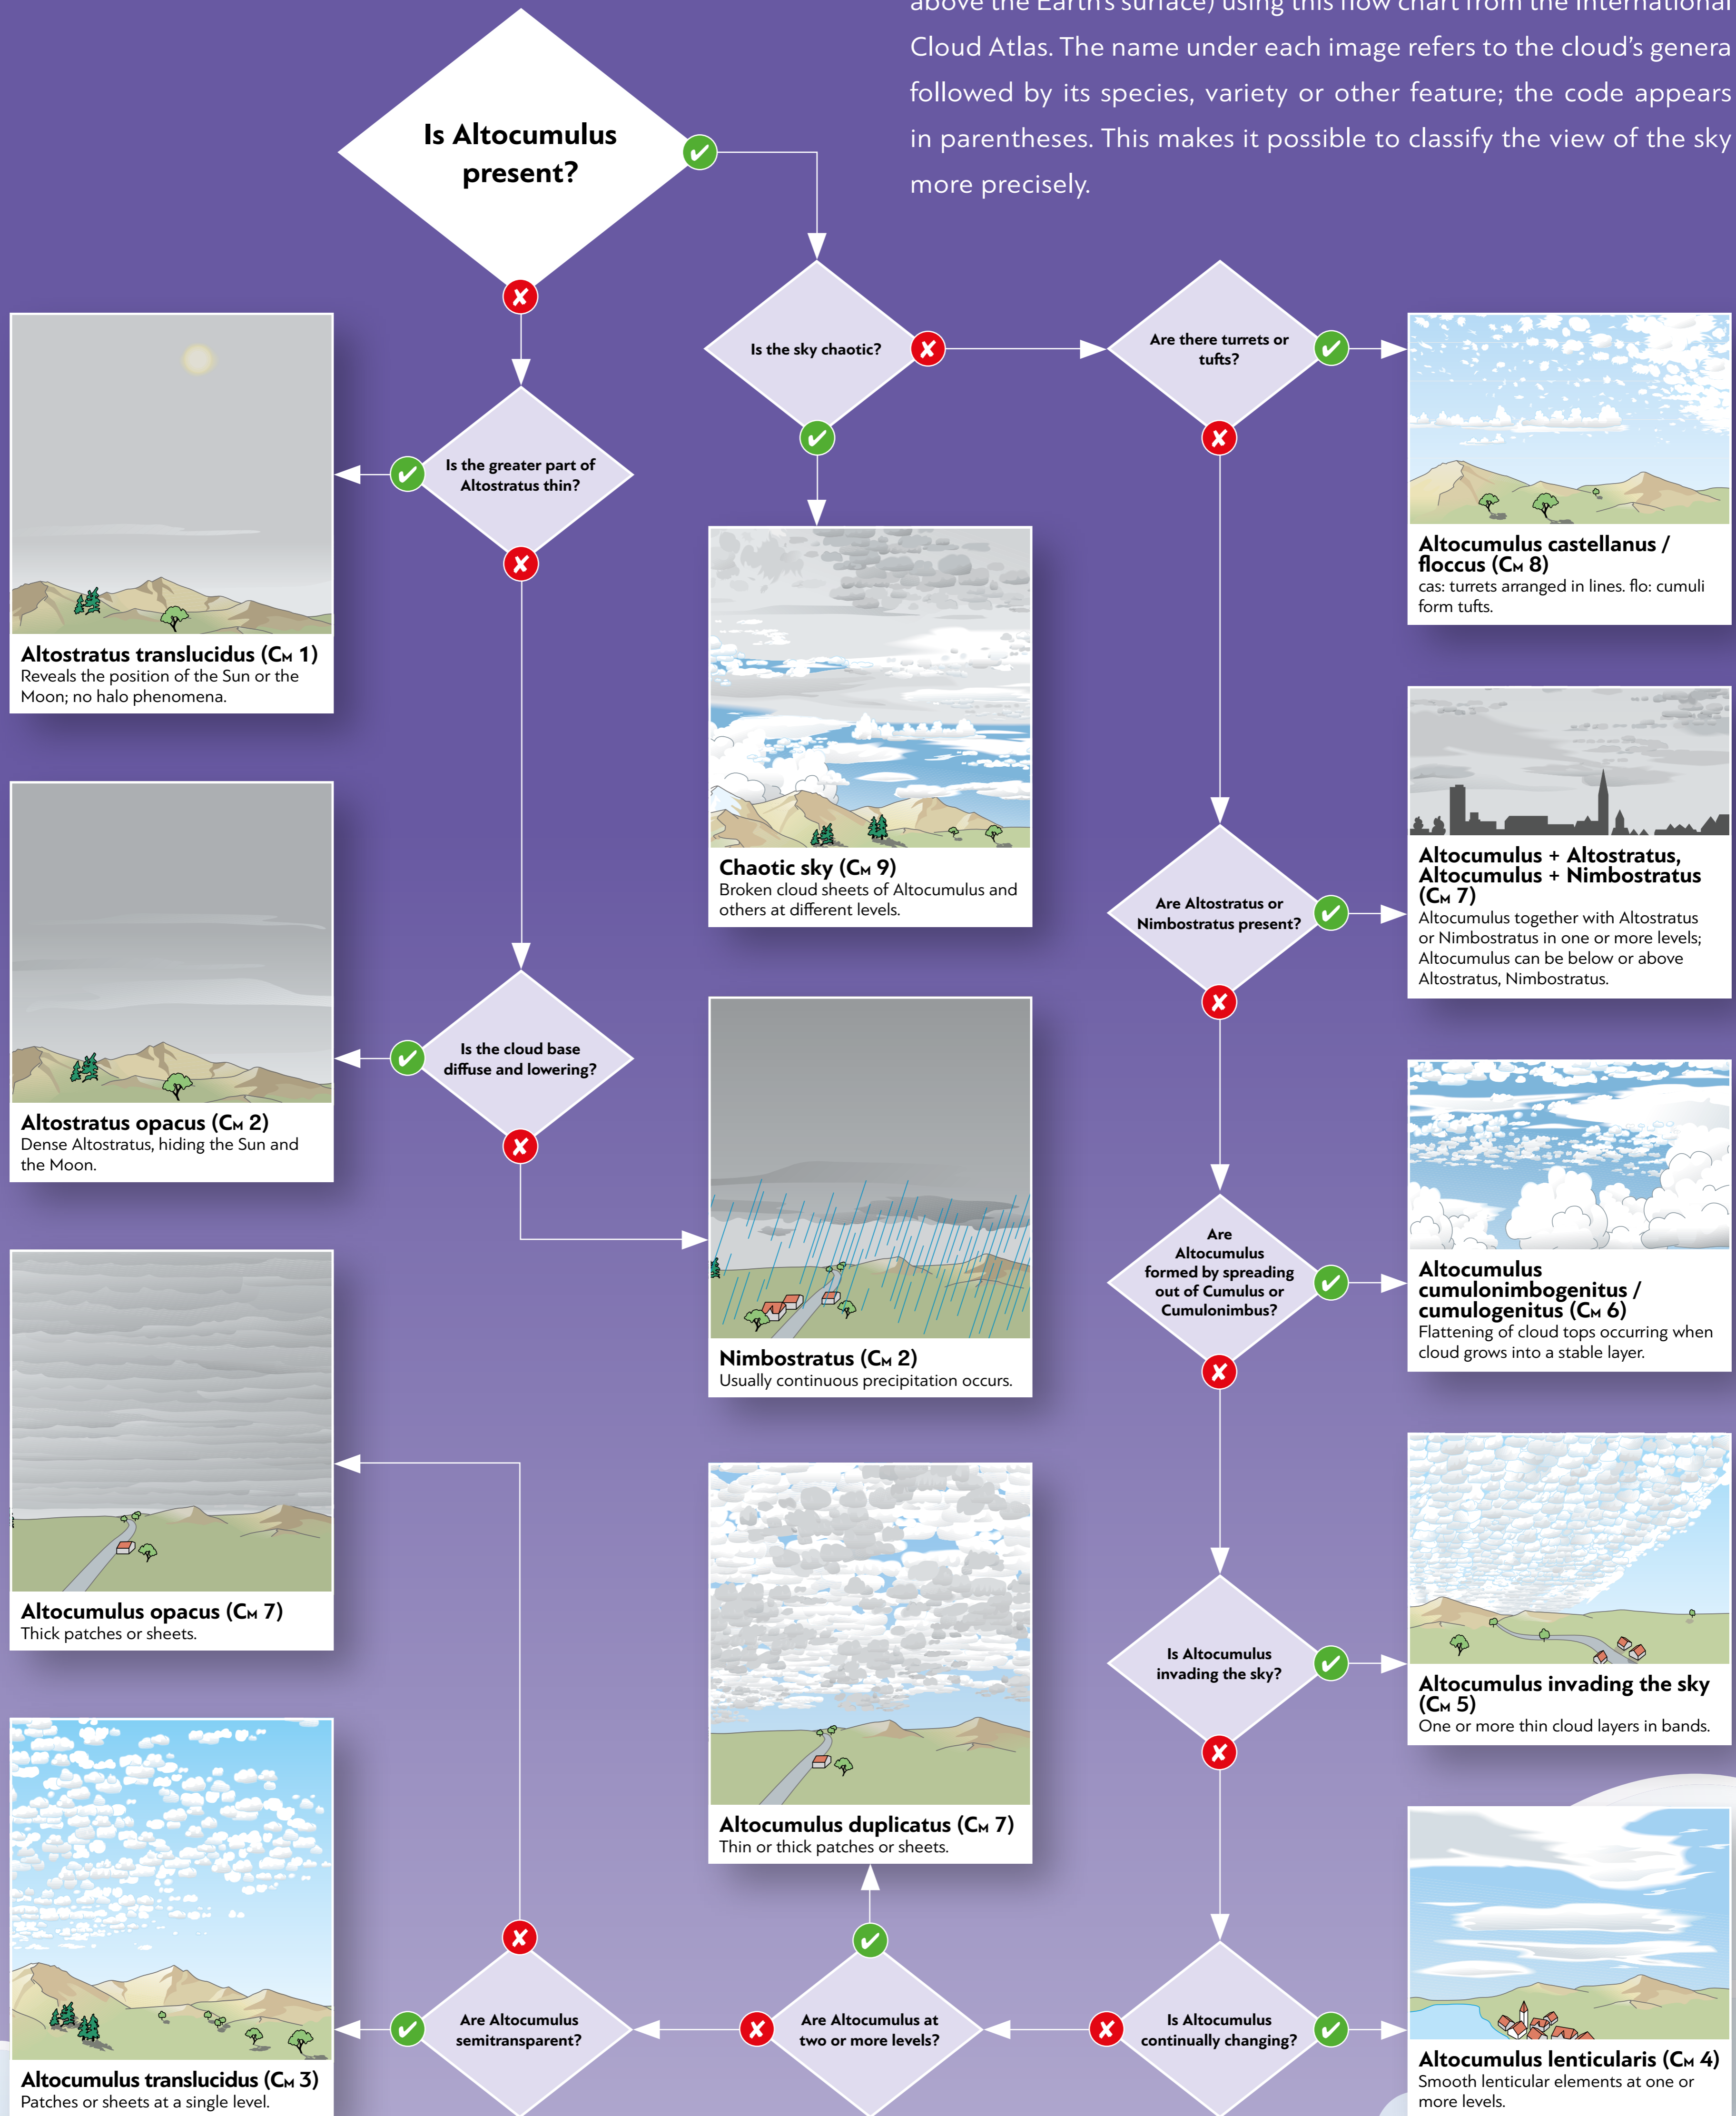 above the Earth's surface) using this flow chart from the International
Cloud Atlas. The name under each image refers to the cloud's genera
followed by its species, variety or other feature; the code appears
in parentheses. This makes it possible to classify the view of the sky
more precisely.
Is Altocumulus
present?
Is the sky chaotic?
Are there turrets or
tufts?
Altocumulus castellanus /
floccus (CM 8)
cas: turrets arranged in lines. flo: cumuli
form tufts.
Is the greater part of
Altostratus thin?
Altostratus translucidus (CM 1)
Reveals the position of the Sun or the
Moon; no halo phenomena.
Chaotic sky (CM 9)
Broken cloud sheets of Altocumulus and
others at different levels.
Are Altostratus or
Nimbostratus present?
Altocumulus + Altostratus,
Altocumulus + Nimbostratus
(CM 7)
Altocumulus together with Altostratus
or Nimbostratus in one or more levels;
Altocumulus can be below or above
Altostratus, Nimbostratus.
Is the cloud base
diffuse and lowering?
Altostratus opacus (CM 2)
Dense Altostratus, hiding the Sun and
the Moon.
Nimbostratus (CM 2)
Usually continuous precipitation occurs.
Are
Altocumulus
formed by spreading
out of Cumulus or
Cumulonimbus?
Altocumulus
cumulonimbogenitus /
cumulogenitus (CM 6)
Flattening of cloud tops occurring when
cloud grows into a stable layer.
Altocumulus opacus (CM 7)
Thick patches or sheets.
Is Altocumulus
invading the sky?
Altocumulus invading the sky
(CM 5)
One or more thin cloud layers in bands.
Altocumulus duplicatus (CM 7)
Thin or thick patches or sheets.
Are Altocumulus
semitransparent?
Are Altocumulus at
two or more levels?
Is Altocumulus
continually changing?
Altocumulus translucidus (CM 3)
Patches or sheets at a single level.
Altocumulus lenticularis (CM 4)
Smooth lenticular elements at one or
more levels.